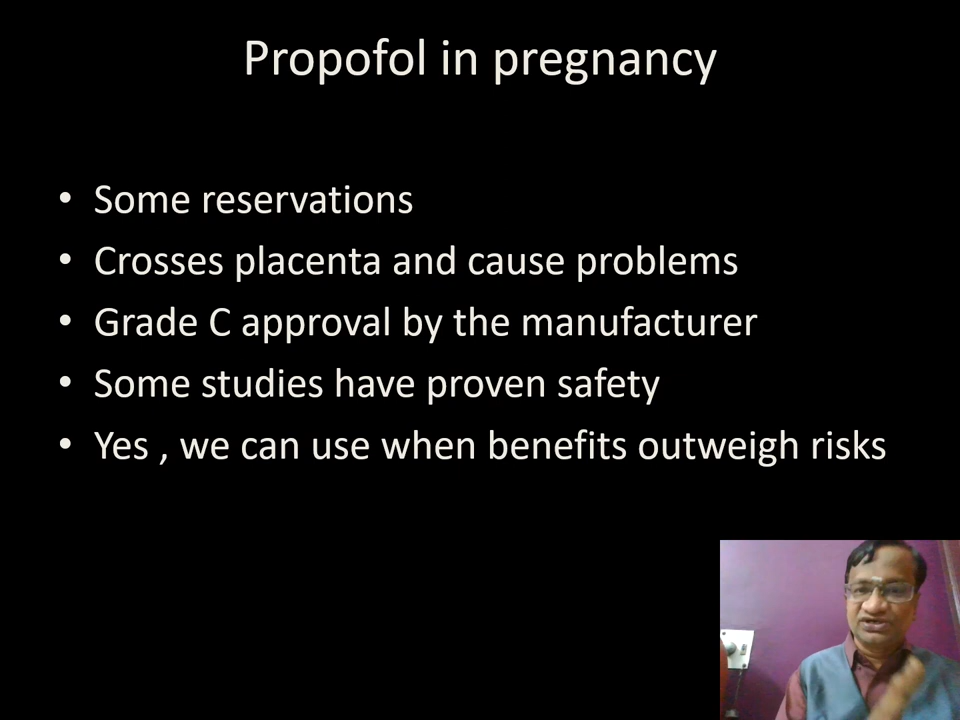 Propofol in pregnancy
• Some reservations
• Crosses placenta and cause problems
• Grade C approval by the manufacturer
• Some studies have proven safety
• Yes , we can use when benefits outweigh risks